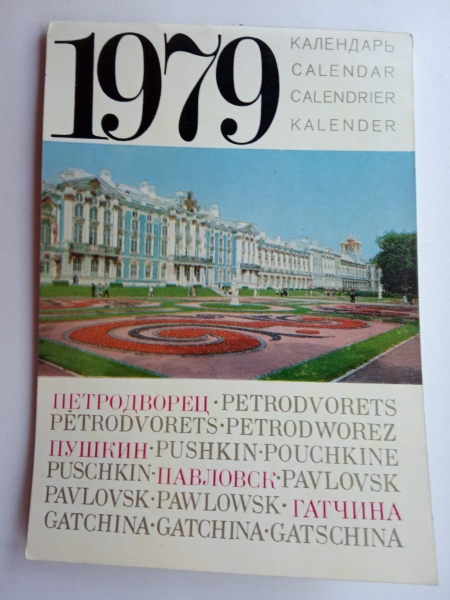 1979
КАЛЕНДАРЬ
CALENDAR
CALENDRIER
KALENDER
ПЕТРОДВОРЕЦ·PETRODVORETS
PÉTRODVORETS·PETRODWOREZ
ПУШКИН·PUSHKIN·POUCHKINE
PUSCHKIN·ПАВЛОВСК·PAVLOVSK
PAVLOVSK·PAWLOWSK·ГАТЧИНА
GATCHINA·GATCHINA·GATSCHINA